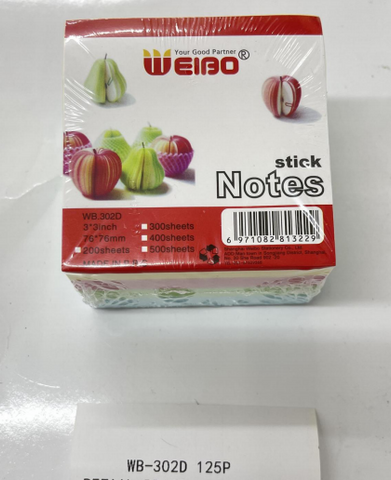 Your Good Partner
WEIBO®
stick
Notes
WB.302D
3*3inch
76*76mm
200sheets
300sheets
400sheets
500sheets
6 971082 813229
WB-302D 125P